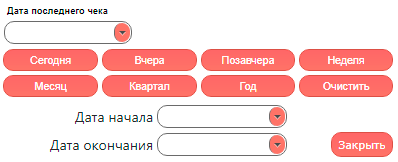 Дата последнего чека
Сегодня Вчера Позавчера Неделя
Месяц Квартал Год Очистить
Дата начала
Дата окончания Закрыть